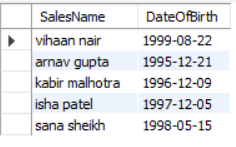 SalesName DateOfBirth
vihaan nair 1999-08-22
arnav gupta 1995-12-21
kabir malhotra 1996-12-09
isha patel 1997-12-05
sana sheikh 1998-05-15